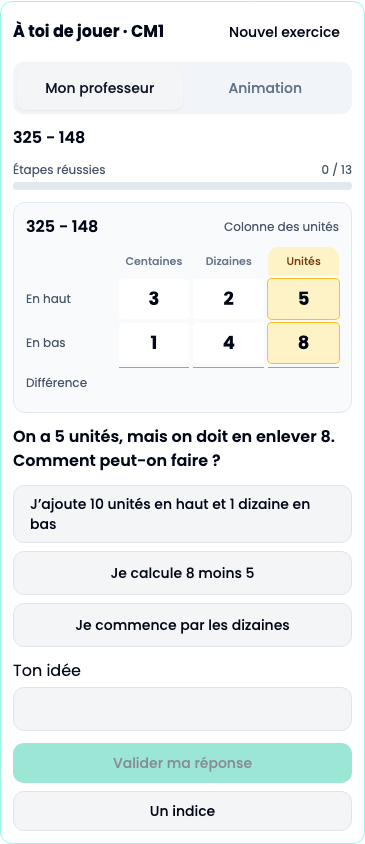 À toi de jouer · CM1
Nouvel exercice
Mon professeur
Animation
325 − 148
Étapes réussies
0 / 13
325 − 148
Colonne des unités
Centaines Dizaines Unités
En haut 3 2 5
En bas 1 4 8
Différence
On a 5 unités, mais on doit en enlever 8.
Comment peut-on faire ?
J’ajoute 10 unités en haut et 1 dizaine en
bas
Je calcule 8 moins 5
Je commence par les dizaines
Ton idée
Valider ma réponse
Un indice